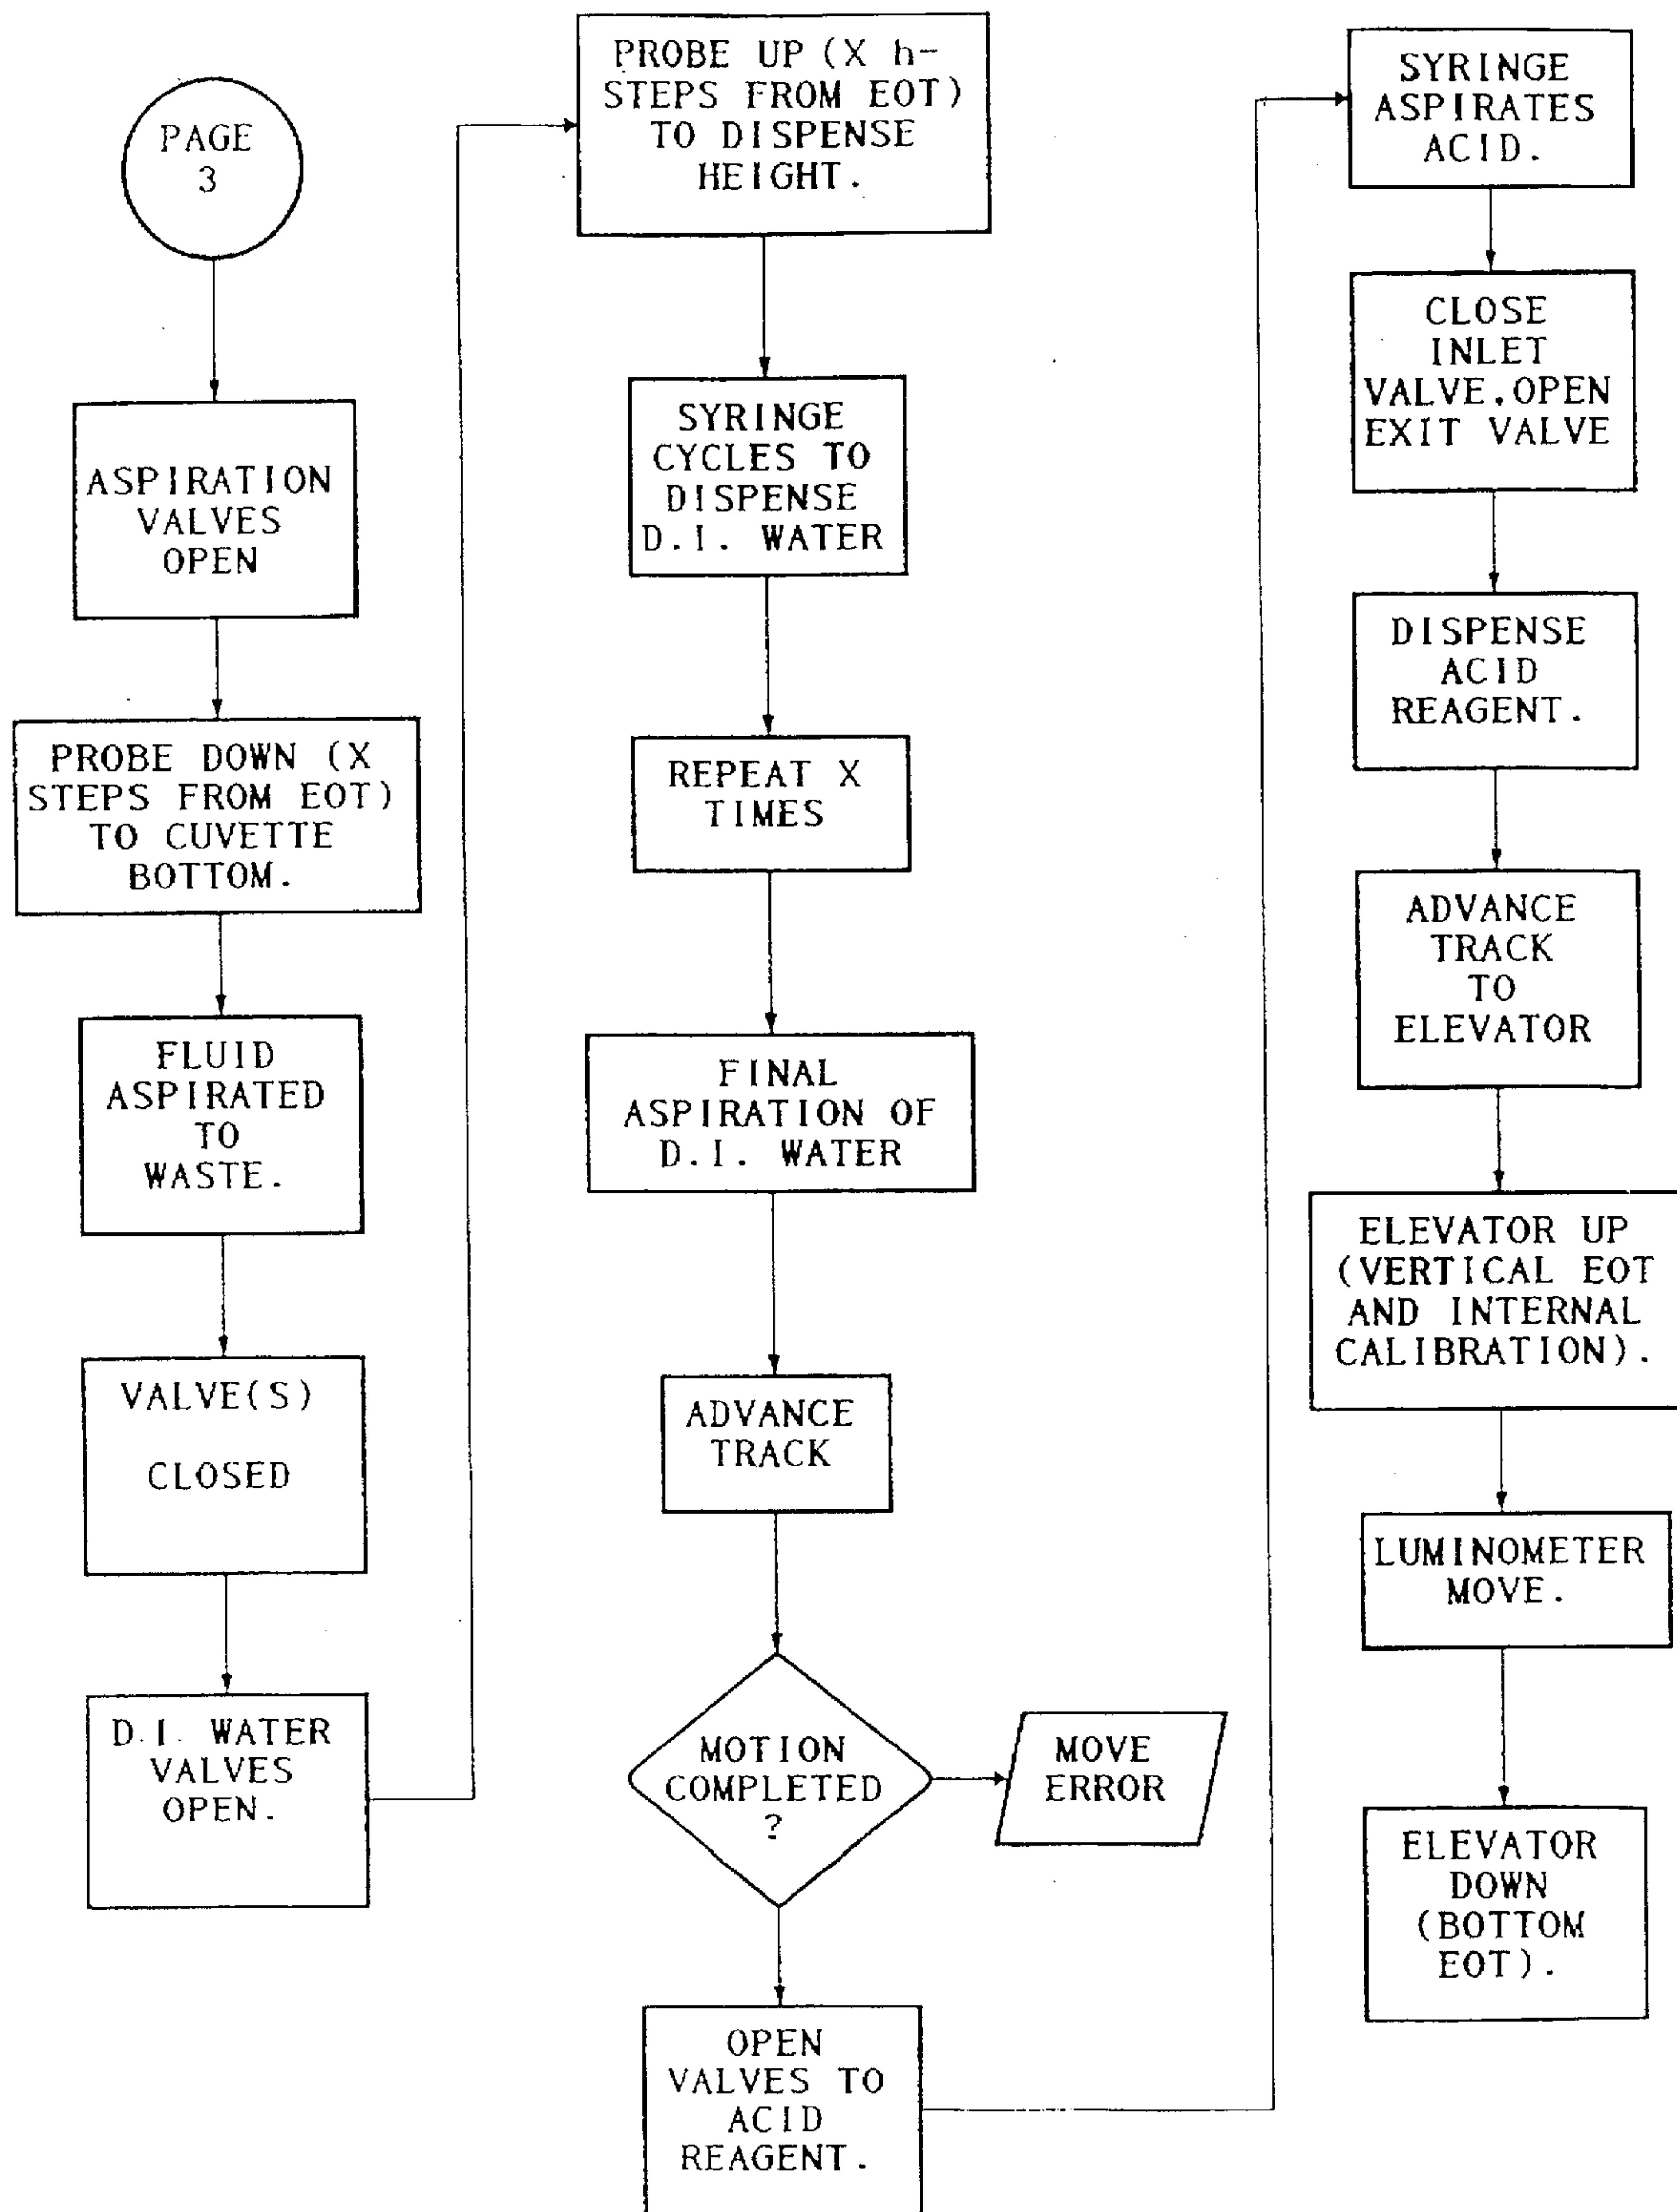 PAGE
3
ASPIRATION
VALVES
OPEN
PROBE DOWN (X
STEPS FROM EOT)
TO CUVETTE
BOTTOM.
FLUID
ASPIRATED
TO
WASTE.
VALVE(S)
CLOSED
D.I. WATER
VALVES
OPEN.
PROBE UP (X h-
STEPS FROM EOT)
TO DISPENSE
HEIGHT.
SYRINGE
CYCLES TO
DISPENSE
D.I. WATER
REPEAT X
TIMES
FINAL
ASPIRATION OF
D.I. WATER
ADVANCE
TRACK
MOTION
COMPLETED
?
MOVE
ERROR
OPEN
VALVES TO
ACID
REAGENT.
SYRINGE
ASPIRATES
ACID.
CLOSE
INLET
VALVE.OPEN
EXIT VALVE
DISPENSE
ACID
REAGENT.
ADVANCE
TRACK
TO
ELEVATOR
ELEVATOR UP
(VERTICAL EOT
AND INTERNAL
CALIBRATION).
LUMINOMETER
MOVE.
ELEVATOR
DOWN
(BOTTOM
EOT).